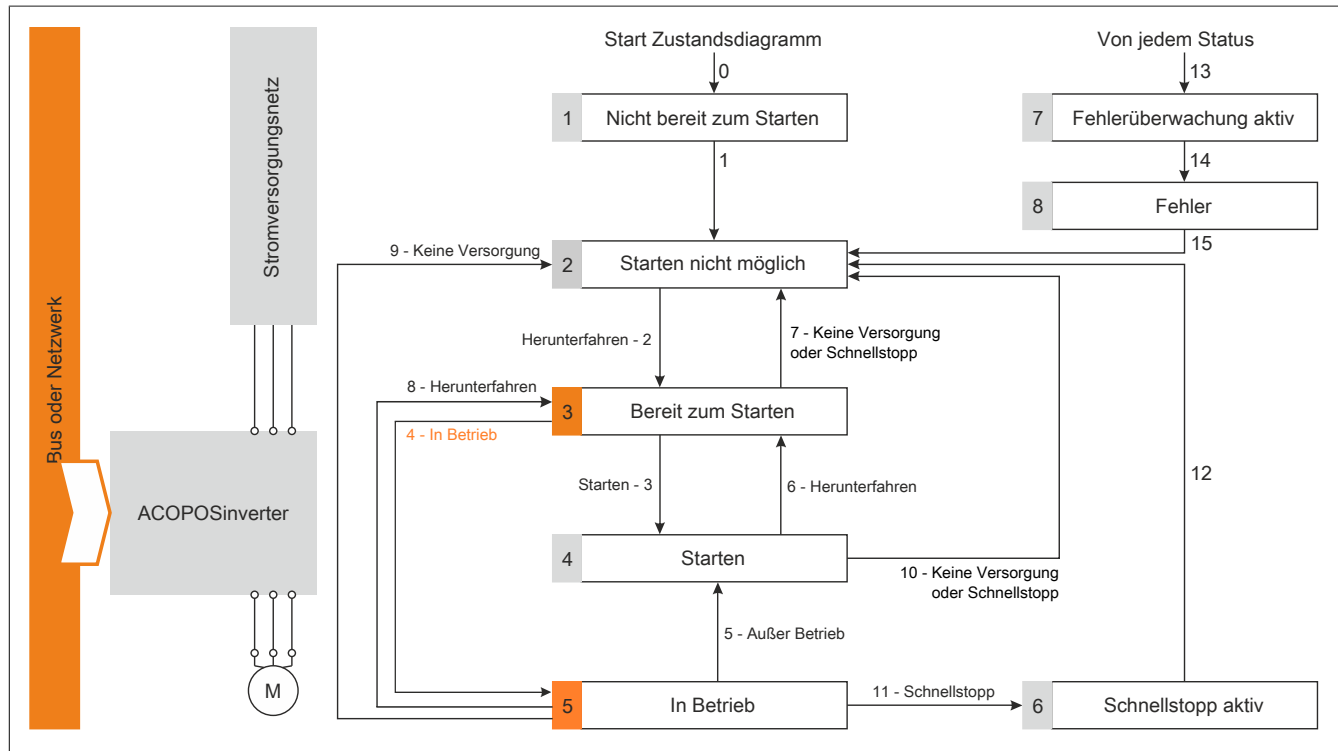 Bus oder Netzwerk
Stromversorgungsnetz
ACOPOSinverter
M
Start Zustandsdiagramm
0
1
Nicht bereit zum Starten
1
Von jedem Status
13
7
Fehlerüberwachung aktiv
14
8
Fehler
15
9 - Keine Versorgung
2
Starten nicht möglich
Herunterfahren - 2
7 - Keine Versorgung
oder Schnellstopp
8 - Herunterfahren
3
Bereit zum Starten
4 - In Betrieb
Starten - 3
6 - Herunterfahren
12
4
Starten
10 - Keine Versorgung
oder Schnellstopp
5 - Außer Betrieb
5
In Betrieb
11 - Schnellstopp
6
Schnellstopp aktiv